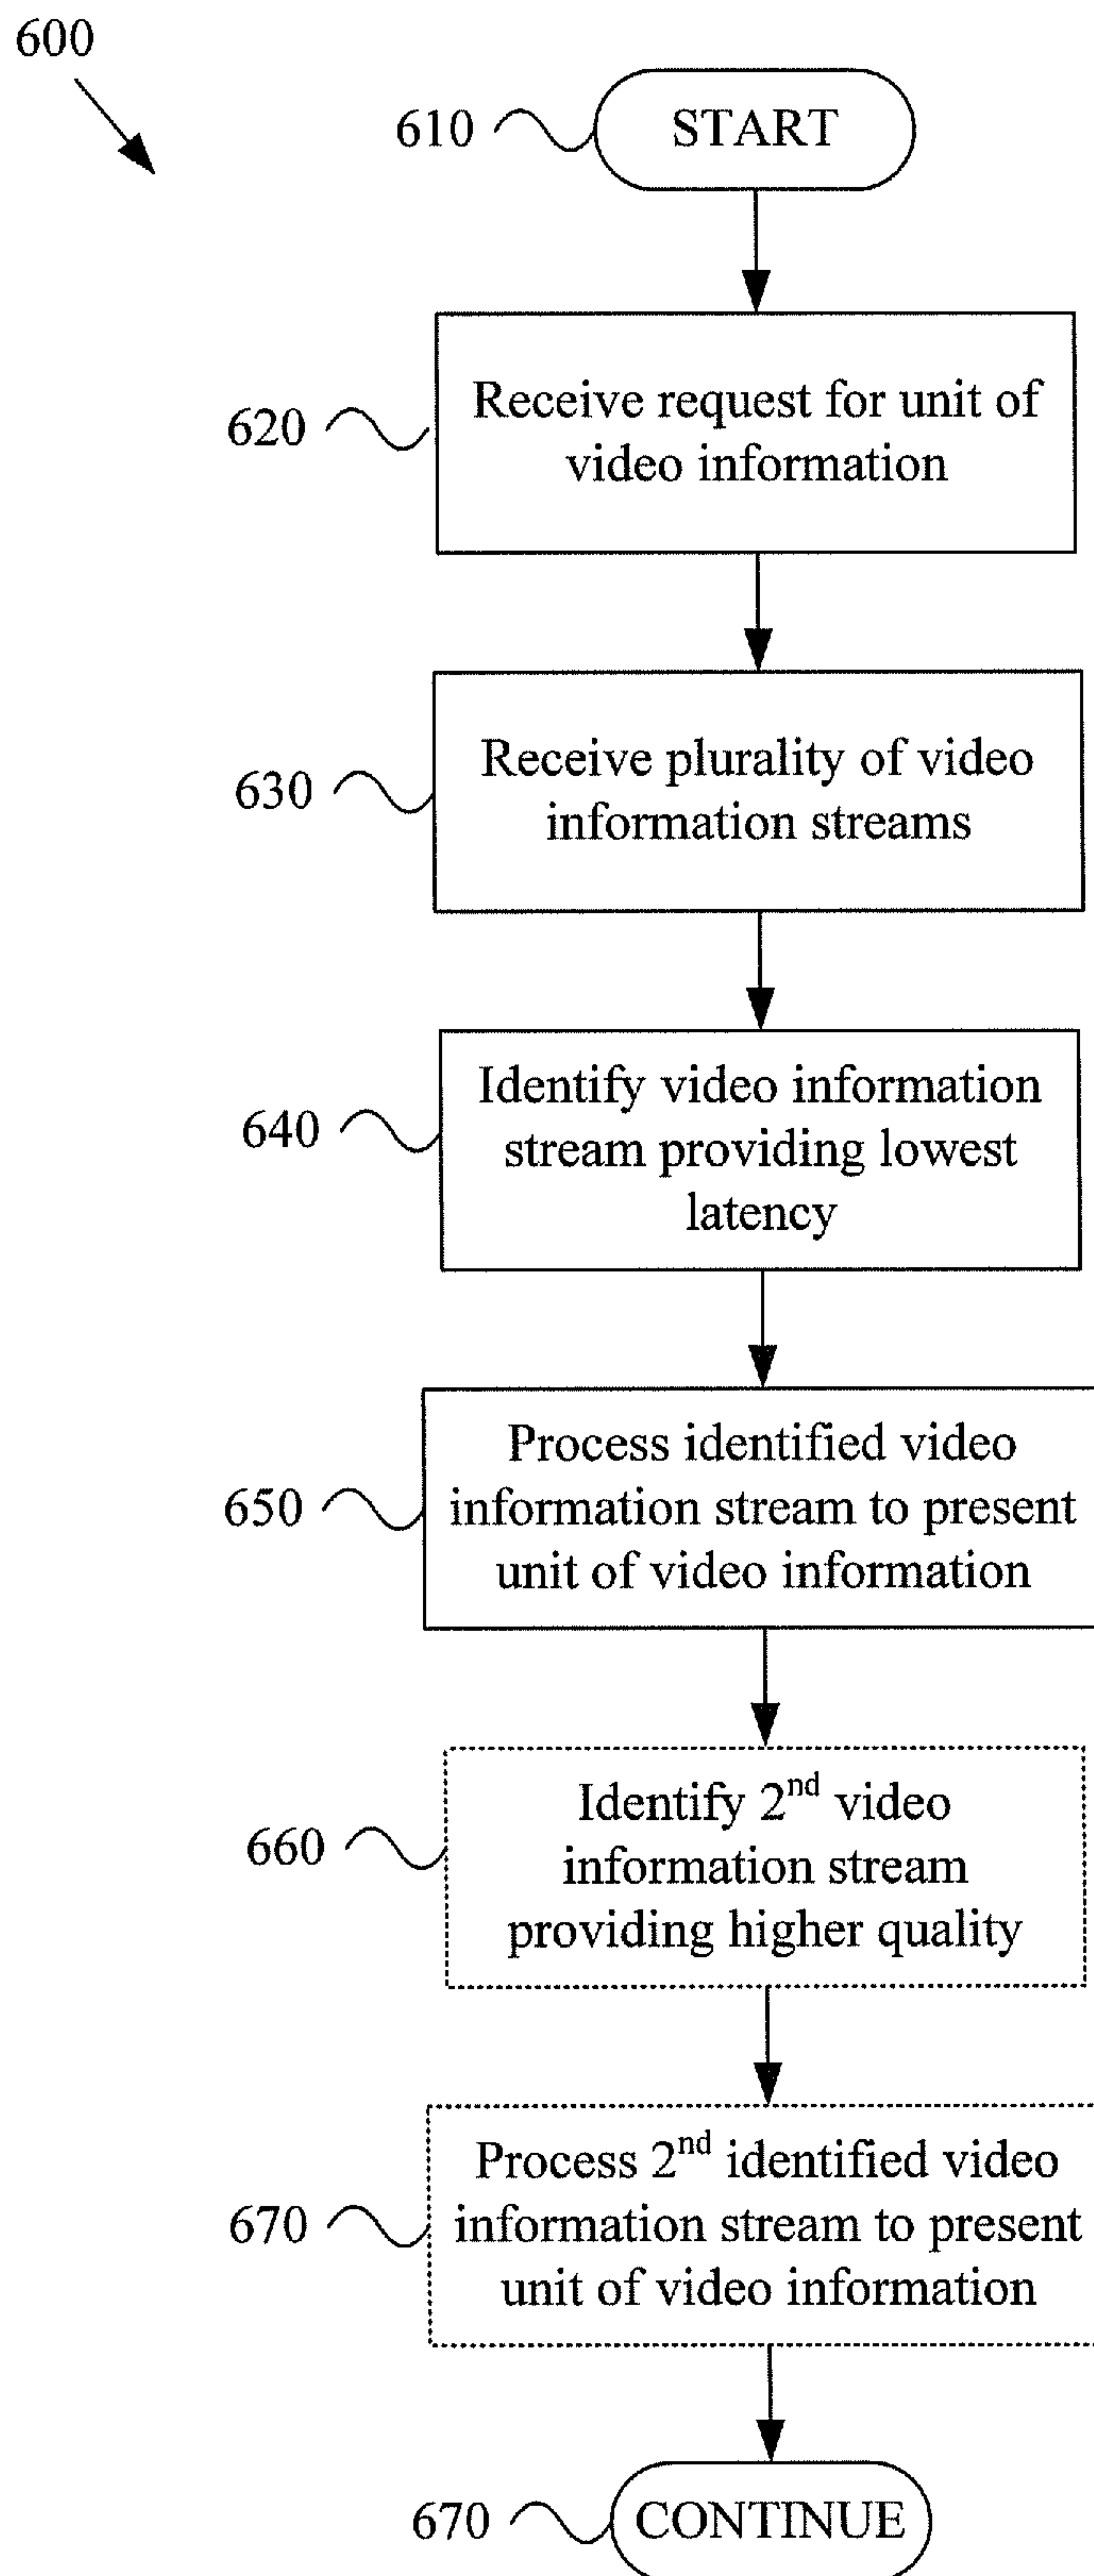 600
610
START
620
Receive request for unit of
video information
630
Receive plurality of video
information streams
640
Identify video information
stream providing lowest
latency
650
Process identified video
information stream to present
unit of video information
660
Identify 2nd video
information stream
providing higher quality
670
Process 2nd identified video
information stream to present
unit of video information
670
CONTINUE